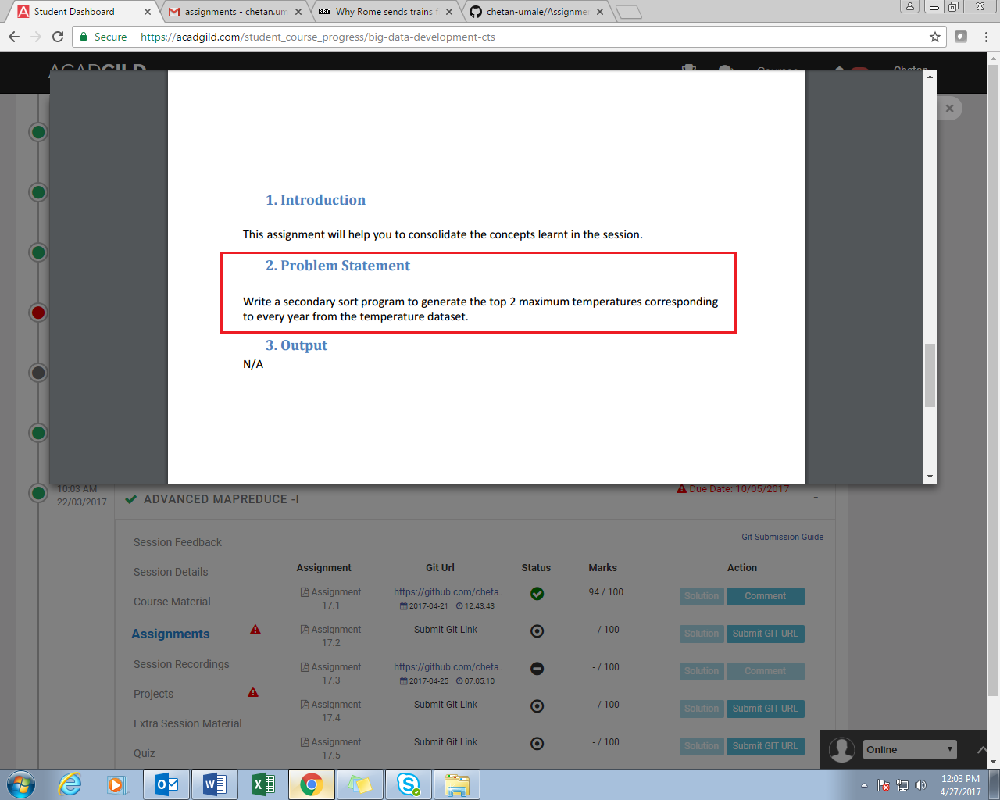 Student Dashboard
assignments - chetan.um
BBC Why Rome sends trains f
chetan-umale/Assignme
Secure https://acadgild.com/student_course_progress/big-data-development-cts
1. Introduction
This assignment will help you to consolidate the concepts learnt in the session.
2. Problem Statement
Write a secondary sort program to generate the top 2 maximum temperatures corresponding
to every year from the temperature dataset.
3. Output
N/A
10:03 AM
22/03/2017
ADVANCED MAPREDUCE -I
Due Date: 10/05/2017
-
Session Feedback
Session Details
Course Material
Assignments
Session Recordings
Projects
Extra Session Material
Quiz
Git Submission Guide
Assignment Git Url Status Marks Action
Assignment 17.1 https://github.com/cheta.. 2017-04-21 12:43:43 94 / 100 Solution Comment
Assignment 17.2 Submit Git Link - / 100 Solution Submit GIT URL
Assignment 17.3 https://github.com/cheta.. 2017-04-25 07:05:10 - / 100 Solution Comment
Assignment 17.4 Submit Git Link - / 100 Solution Submit GIT URL
Assignment 17.5 Submit Git Link - / 100 Solution Submit GIT URL
Online
12:03 PM
4/27/2017